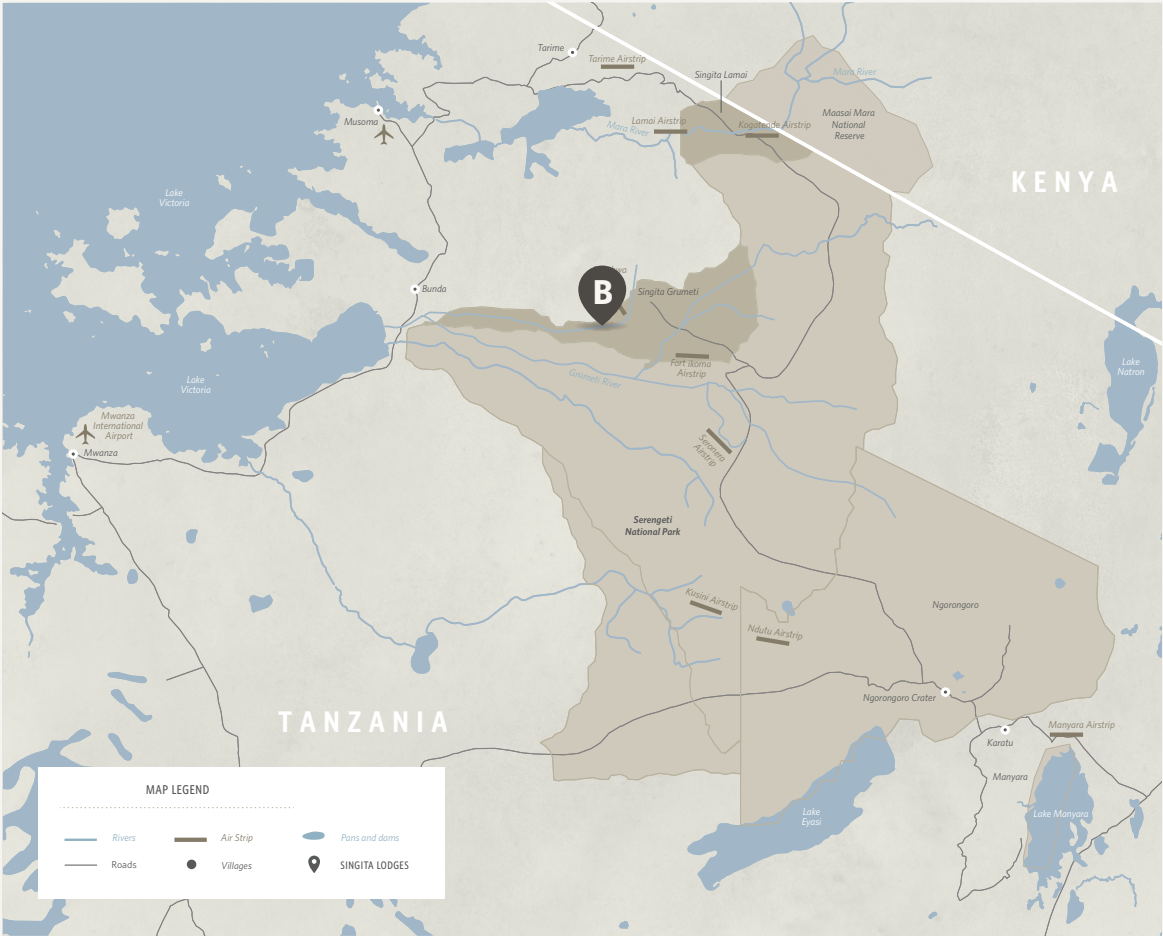 Tarime
Tarime Airstrip
Singita Lamai
Mara River
Musoma
Lamai Airstrip
Mara River
Kogatende Airstrip
Maasai Mara
National
Reserve
KENYA
Lake
Victoria
Bunda
B
Singita Grumeti
Fort Ikoma
Airstrip
Grumeti River
Lake
Natron
Lake
Victoria
Mwanza
International
Airport
Mwanza
Seronera
Airstrip
Serengeti
National Park
Kusini Airstrip
Ndutu Airstrip
Ngorongoro
Ngorongoro Crater
TANZANIA
Manyara Airstrip
Karatu
Manyara
Lake
Eyasi
Lake Manyara
MAP LEGEND
Rivers
Air Strip
Pans and dams
Roads
Villages
SINGITA LODGES